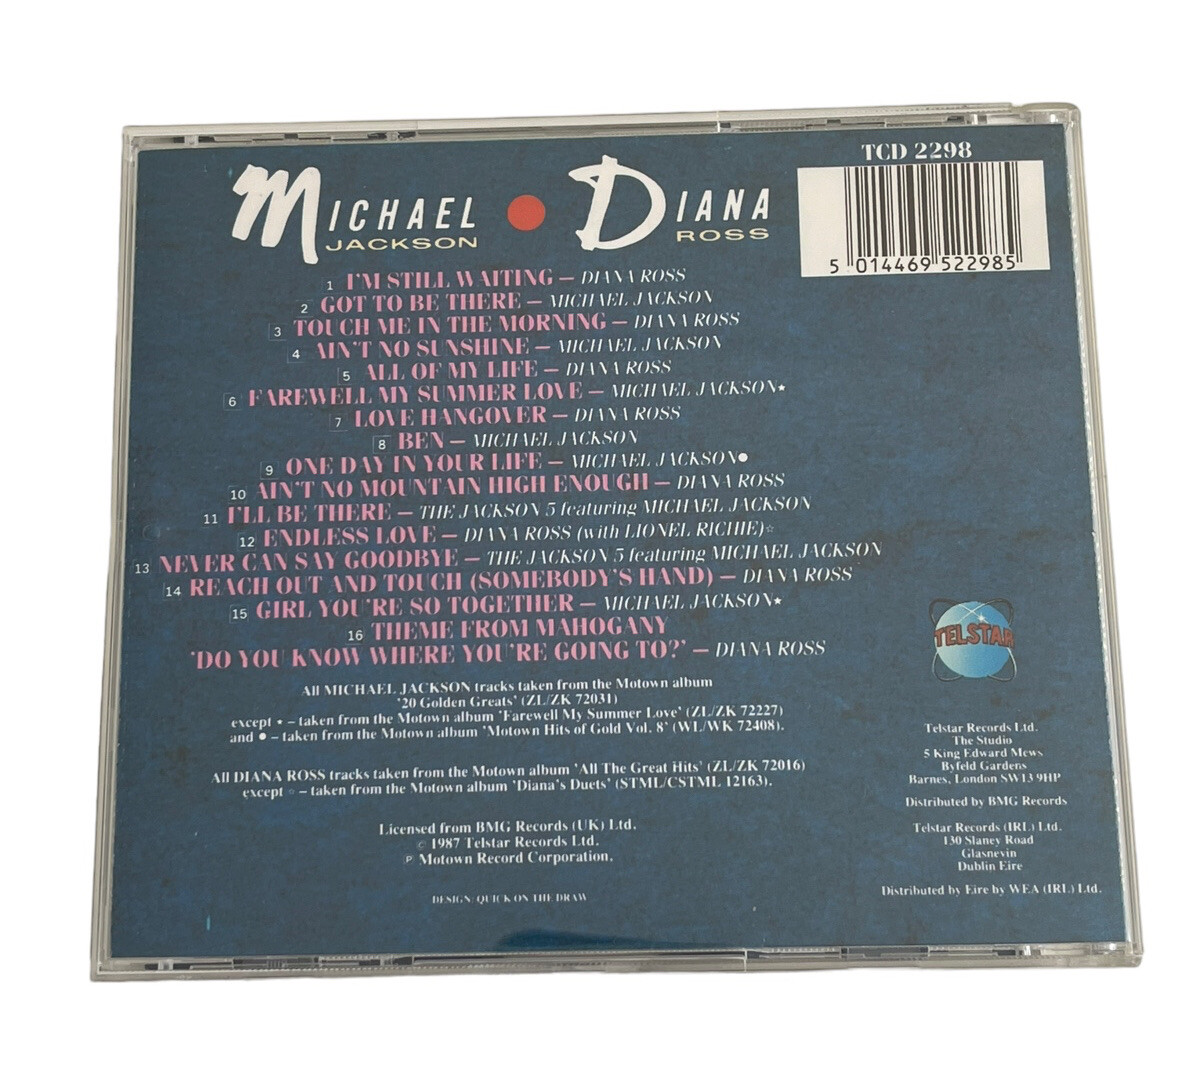 MICHAEL JACKSON ● DIANA ROSS
TCD 2298
5 014469 522985
1 I'M STILL WAITING — DIANA ROSS
2 GOT TO BE THERE — MICHAEL JACKSON
3 TOUCH ME IN THE MORNING — DIANA ROSS
4 AIN'T NO SUNSHINE — MICHAEL JACKSON
5 ALL OF MY LIFE — DIANA ROSS
6 FAREWELL MY SUMMER LOVE — MICHAEL JACKSON★
7 LOVE HANGOVER — DIANA ROSS
8 BEN — MICHAEL JACKSON
9 ONE DAY IN YOUR LIFE — MICHAEL JACKSON●
10 AIN'T NO MOUNTAIN HIGH ENOUGH — DIANA ROSS
11 I'LL BE THERE — THE JACKSON 5 featuring MICHAEL JACKSON
12 ENDLESS LOVE — DIANA ROSS (with LIONEL RICHIE)☆
13 NEVER CAN SAY GOODBYE — THE JACKSON 5 featuring MICHAEL JACKSON
14 REACH OUT AND TOUCH (SOMEBODY'S HAND) — DIANA ROSS
15 GIRL YOU'RE SO TOGETHER — MICHAEL JACKSON★
16 THEME FROM MAHOGANY
'DO YOU KNOW WHERE YOU'RE GOING TO?' — DIANA ROSS
All MICHAEL JACKSON tracks taken from the Motown album
'20 Golden Greats' (ZL/ZK 72031)
except ★ – taken from the Motown album 'Farewell My Summer Love' (ZL/ZK 72227)
and ● – taken from the Motown album 'Motown Hits of Gold Vol. 8' (WL/WK 72408).
All DIANA ROSS tracks taken from the Motown album 'All The Great Hits' (ZL/ZK 72016)
except ☆ – taken from the Motown album 'Diana's Duets' (STML/CSTML 12163).
Licensed from BMG Records (UK) Ltd.
© 1987 Telstar Records Ltd.
℗ Motown Record Corporation.
DESIGN: QUICK ON THE DRAW
TELSTAR
Telstar Records Ltd.
The Studio
5 King Edward Mews
Byfeld Gardens
Barnes, London SW13 9HP
Distributed by BMG Records
Telstar Records (IRL) Ltd.
130 Slaney Road
Glasnevin
Dublin Eire
Distributed by Eire by WEA (IRL) Ltd.